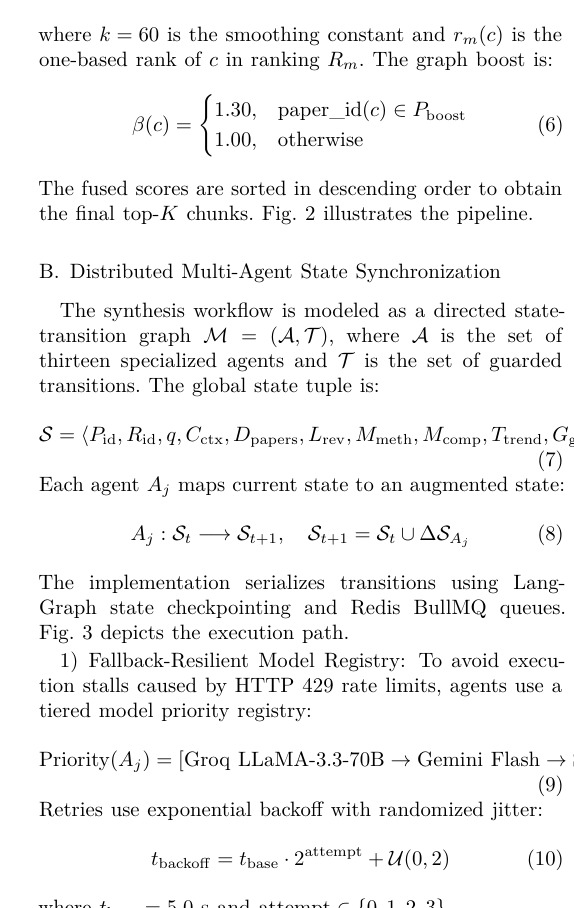 where k = 60 is the smoothing constant and r_m(c) is the
one-based rank of c in ranking R_m. The graph boost is:
β(c) = { 1.30, paper_id(c) ∈ P_boost
1.00, otherwise (6)
The fused scores are sorted in descending order to obtain
the final top-K chunks. Fig. 2 illustrates the pipeline.
B. Distributed Multi-Agent State Synchronization
The synthesis workflow is modeled as a directed state-
transition graph ℳ = (𝒜, 𝒯), where 𝒜 is the set of
thirteen specialized agents and 𝒯 is the set of guarded
transitions. The global state tuple is:
𝒮 = ⟨P_id, R_id, q, C_ctx, D_papers, L_rev, M_meth, M_comp, T_trend, G
(7)
Each agent A_j maps current state to an augmented state:
A_j : 𝒮_t ⟶ 𝒮_{t+1}, 𝒮_{t+1} = 𝒮_t ∪ Δ𝒮_{A_j} (8)
The implementation serializes transitions using Lang-
Graph state checkpointing and Redis BullMQ queues.
Fig. 3 depicts the execution path.
1) Fallback-Resilient Model Registry: To avoid execu-
tion stalls caused by HTTP 429 rate limits, agents use a
tiered model priority registry:
Priority(A_j) = [Groq LLaMA-3.3-70B → Gemini Flash →
(9)
Retries use exponential backoff with randomized jitter:
t_backoff = t_base · 2^attempt + 𝒰(0, 2) (10)
where = 5.0 s and attempt ∈ {0, 1, 2, 3}